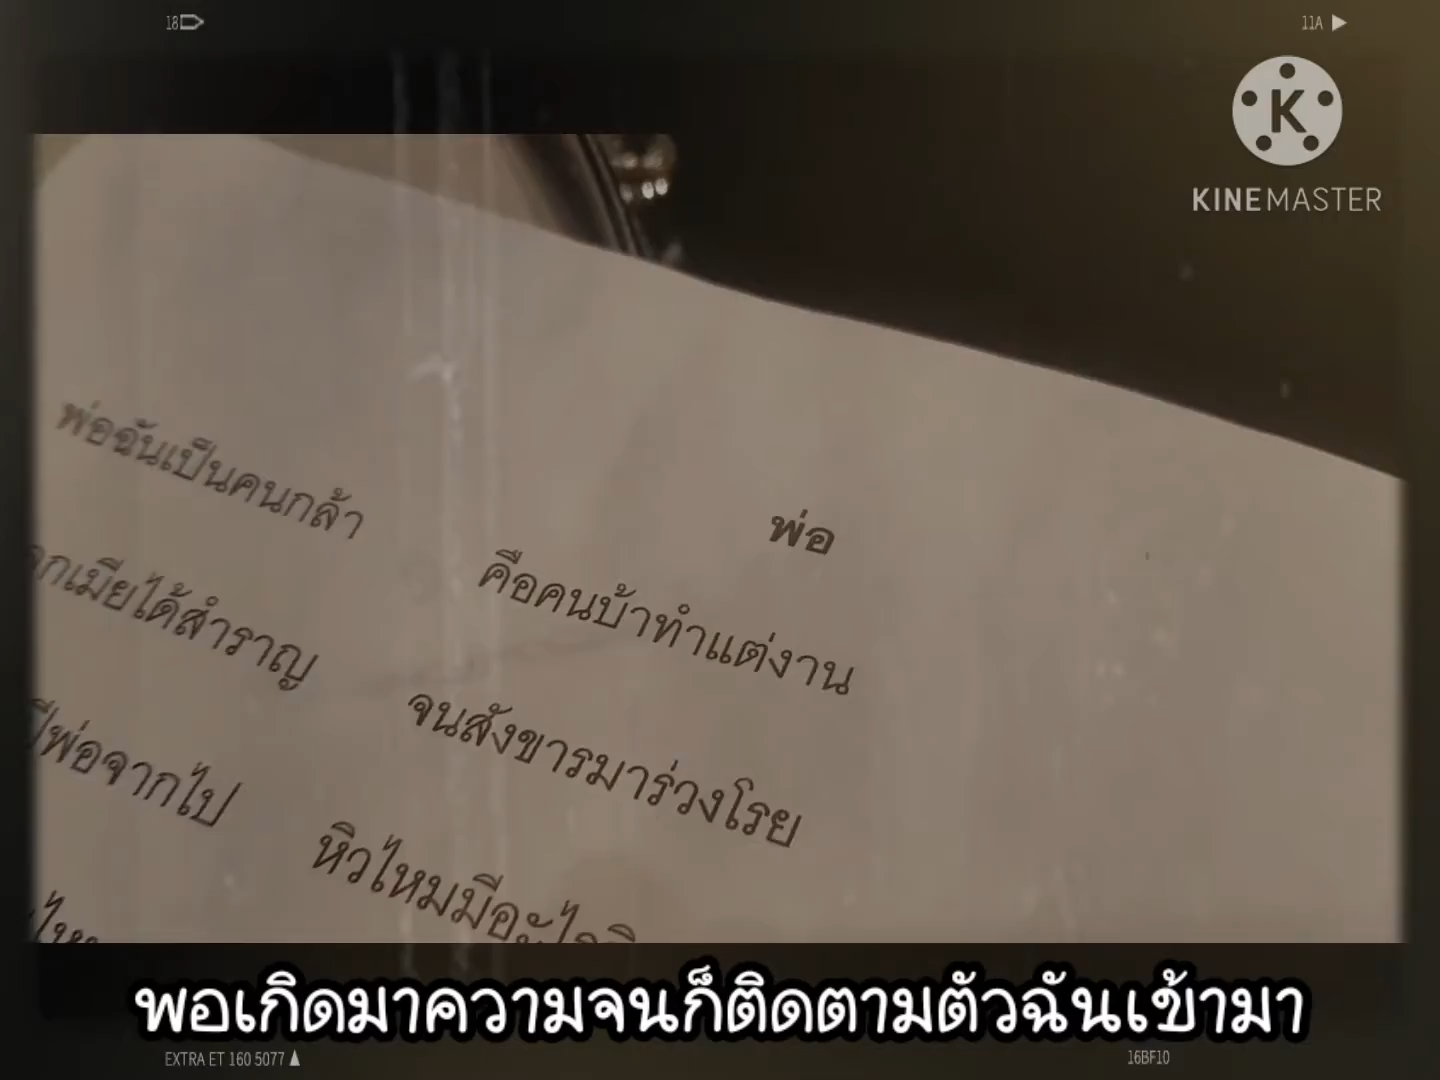 18
11A
K
KINEMASTER
พ่อ
พ่อฉันเป็นคนกล้า คือคนบ้าทำแต่งาน
เมียได้สำราญ จนสังขารมาร่วงโรย
พ่อจากไป หิวไหมมีอะไร
พอเกิดมาความจนก็ติดตามตัวฉันเข้ามา
EXTRA ET 160 5077
16BF10